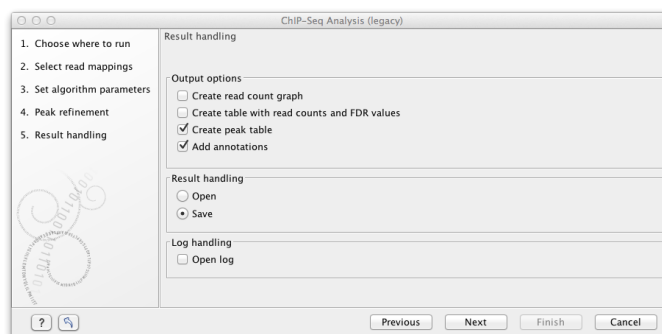 ChIP-Seq Analysis (legacy)
1. Choose where to run
2. Select read mappings
3. Set algorithm parameters
4. Peak refinement
5. Result handling
Result handling
Output options
Create read count graph
Create table with read counts and FDR values
Create peak table
Add annotations
Result handling
Open
Save
Log handling
Open log
?
Previous
Next
Finish
Cancel